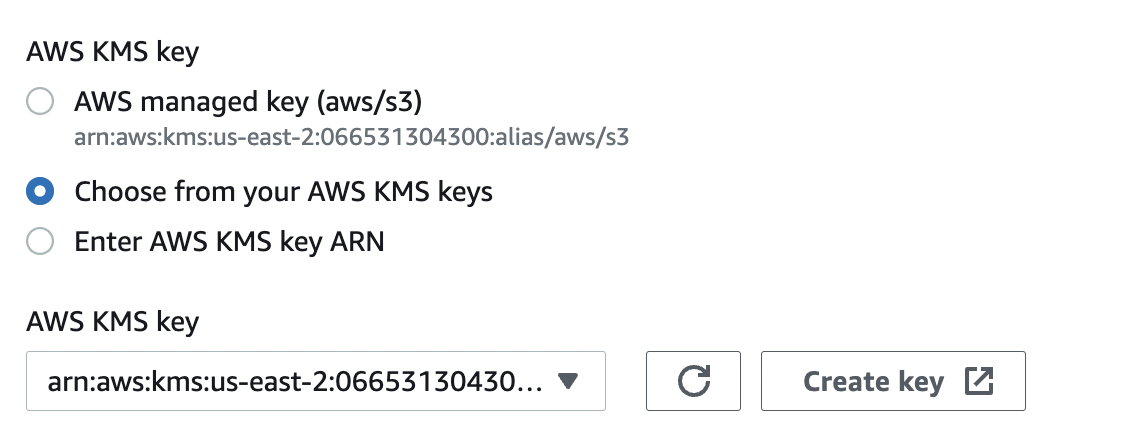 AWS KMS key
AWS managed key (aws/s3)
arn:aws:kms:us-east-2:066531304300:alias/aws/s3
Choose from your AWS KMS keys
Enter AWS KMS key ARN
AWS KMS key
arn:aws:kms:us-east-2:06653130430...
Create key